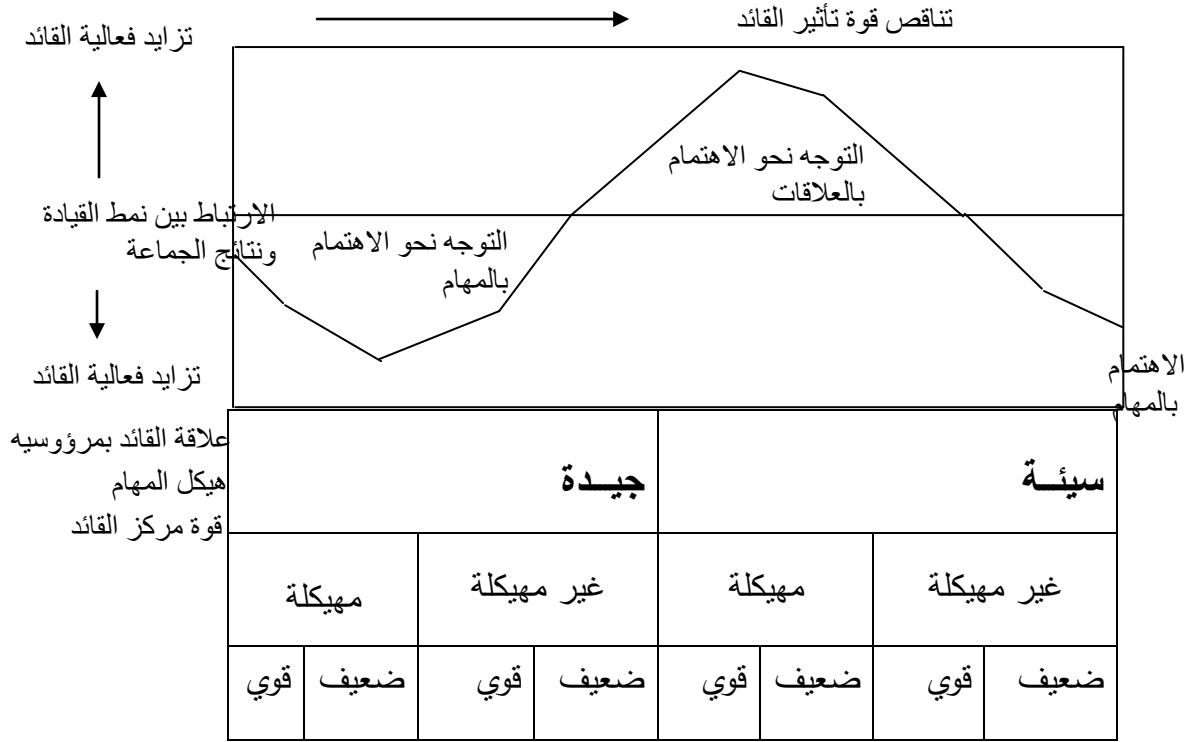 تناقص قوة تأثير القائد
تزايد فعالية القائد
التوجه نحو الاهتمام
بالعلاقات
الارتباط بين نمط القيادة
ونتائج الجماعة
التوجه نحو الاهتمام
بالمهام
تزايد فعالية القائد
الاهتمام
بالمهام
علاقة القائد بمرؤوسيه
هيكل المهام
قوة مركز القائد
سيئــة
جيــدة
غير مهيكلة
مهيكلة
غير مهيكلة
مهيكلة
ضعيف
قوي
ضعيف
قوي
ضعيف
قوي
ضعيف
قوي